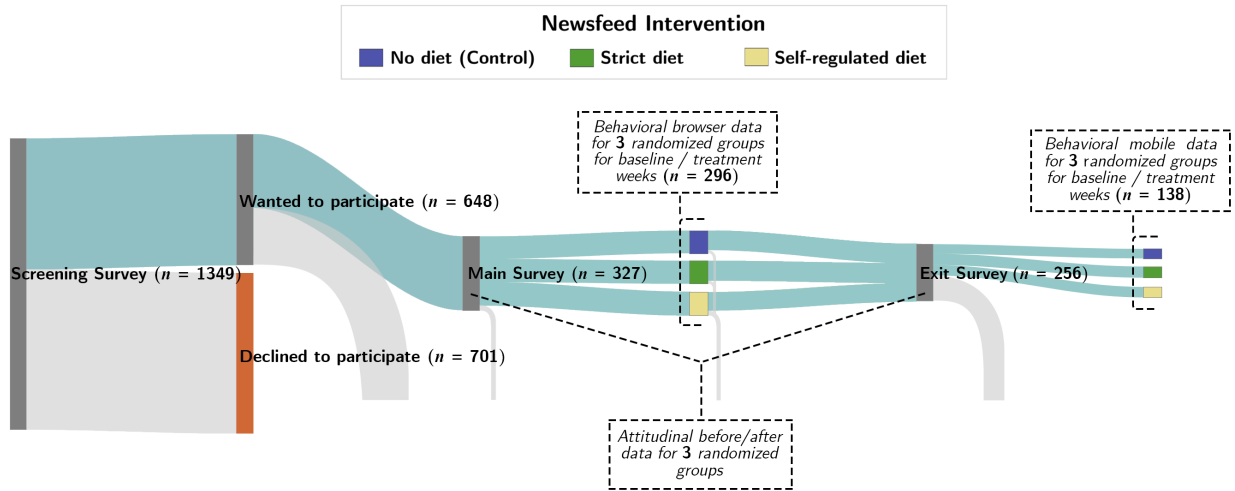 Newsfeed Intervention
No diet (Control)
Strict diet
Self-regulated diet
Screening Survey (n = 1349)
Wanted to participate (n = 648)
Declined to participate (n = 701)
Main Survey (n = 327)
Behavioral browser data
for 3 randomized groups
for baseline / treatment
weeks (n = 296)
Exit Survey (n = 256)
Behavioral mobile data
for 3 randomized groups
for baseline / treatment
weeks (n = 138)
Attitudinal before/after
data for 3 randomized
groups